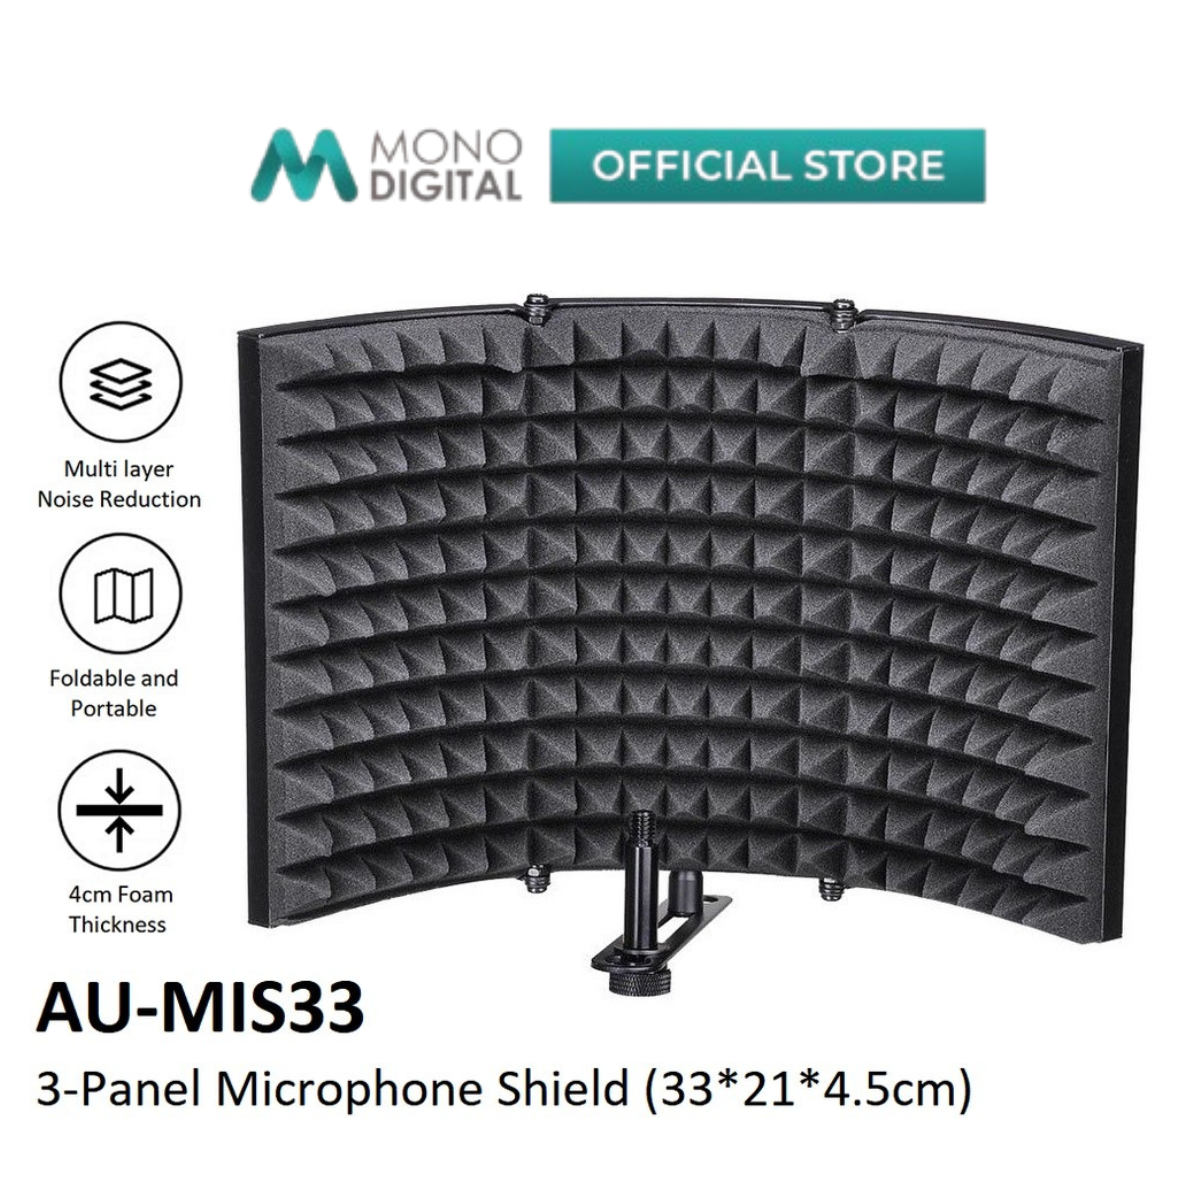 MONO
DIGITAL
OFFICIAL STORE
Multi layer
Noise Reduction
Foldable and
Portable
4cm Foam
Thickness
AU-MIS33
3-Panel Microphone Shield (33*21*4.5cm)